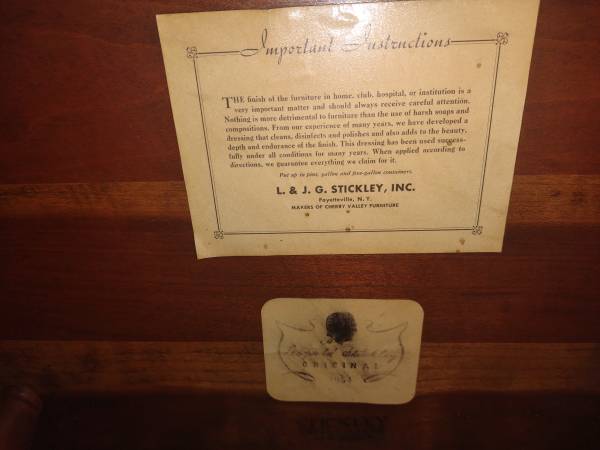 Important Instructions
THE finish of the furniture in home, club, hospital, or institution is a
very important matter and should always receive careful attention.
Nothing is more detrimental to furniture than the use of harsh soaps and
compositions. From our experience of many years, we have developed a
dressing that cleans, disinfects and polishes and also adds to the beauty,
depth and endurance of the finish. This dressing has been used success-
fully under all conditions for many years. When applied according to
directions, we guarantee everything we claim for it.
Put up in pint, gallon and five-gallon containers.
L. & J. G. STICKLEY, INC.
Fayetteville, N. Y.
MAKERS OF CHERRY VALLEY FURNITURE
Leopold Stickley
ORIGINAL
STICKLEY